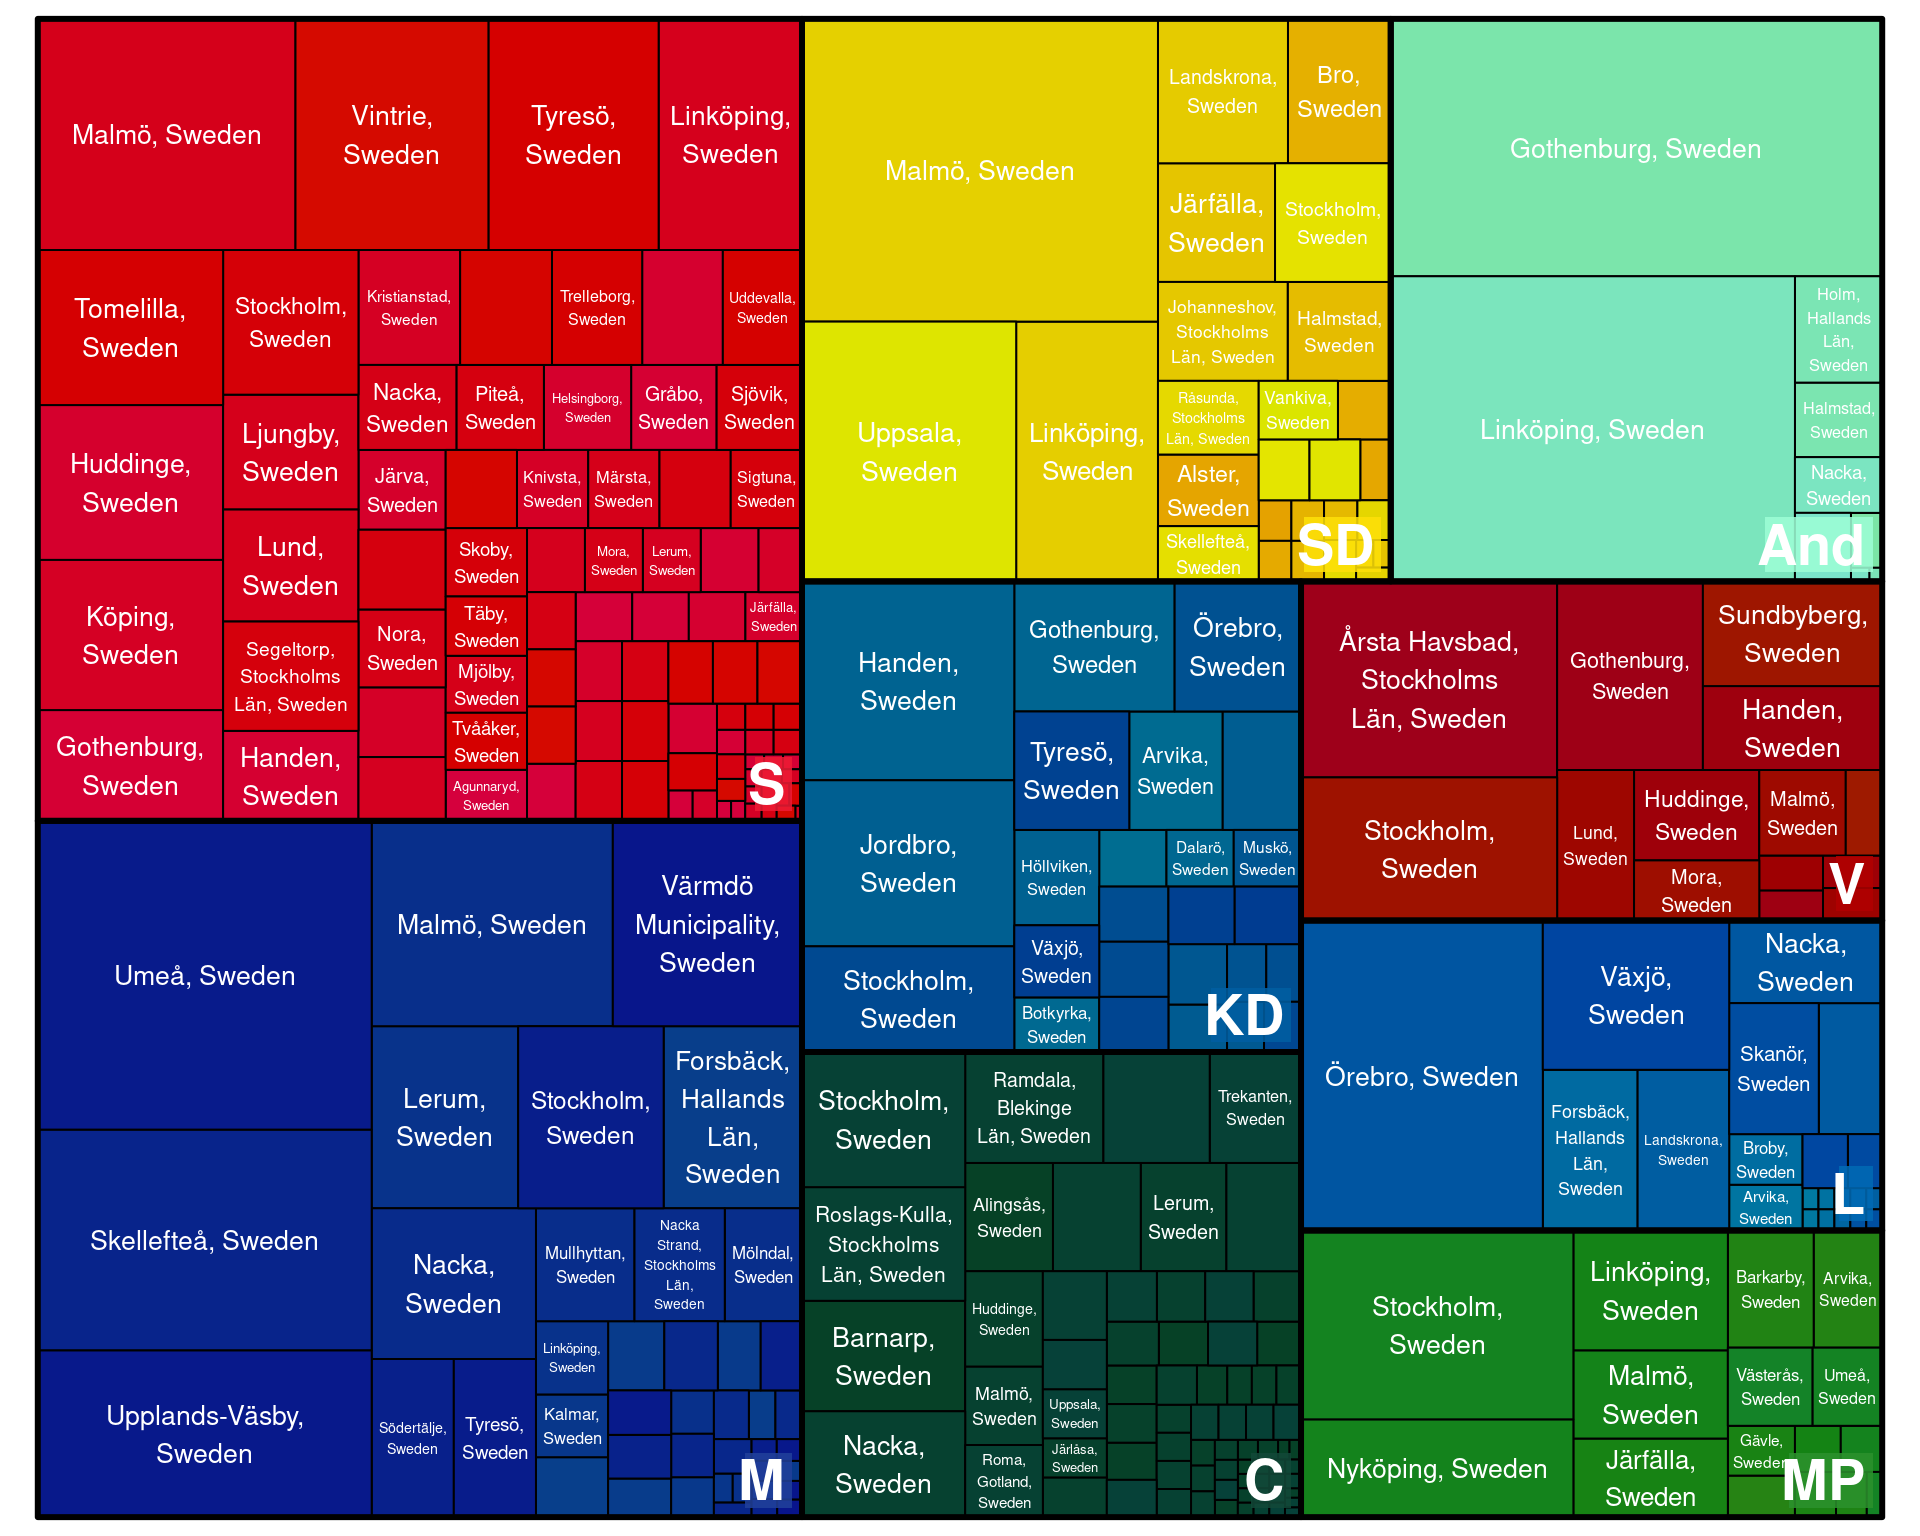 Malmö, Sweden
Vintrie,
Sweden
Tyresö,
Sweden
Linköping,
Sweden
Tomelilla,
Sweden
Stockholm,
Sweden
Kristianstad,
Sweden
Trelleborg,
Sweden
Uddevalla,
Sweden
Nacka,
Sweden
Piteå,
Sweden
Helsingborg,
Sweden
Gråbo,
Sweden
Sjövik,
Sweden
Huddinge,
Sweden
Ljungby,
Sweden
Järva,
Sweden
Knivsta,
Sweden
Märsta,
Sweden
Sigtuna,
Sweden
Lund,
Sweden
Skoby,
Sweden
Mora,
Sweden
Lerum,
Sweden
Köping,
Sweden
Segeltorp,
Stockholms
Län, Sweden
Nora,
Sweden
Täby,
Sweden
Järfälla,
Sweden
Mjölby,
Sweden
Gothenburg,
Sweden
Handen,
Sweden
Tvååker,
Sweden
Agunnaryd,
Sweden
S
Malmö, Sweden
Landskrona,
Sweden
Bro,
Sweden
Järfälla,
Sweden
Stockholm,
Sweden
Johanneshov,
Stockholms
Län, Sweden
Halmstad,
Sweden
Uppsala,
Sweden
Linköping,
Sweden
Råsunda,
Stockholms
Län, Sweden
Vankiva,
Sweden
Alster,
Sweden
Skellefteå,
Sweden
SD
Gothenburg, Sweden
Linköping, Sweden
Holm,
Hallands
Län,
Sweden
Halmstad,
Sweden
Nacka,
Sweden
And
Umeå, Sweden
Malmö, Sweden
Värmdö
Municipality,
Sweden
Lerum,
Sweden
Stockholm,
Sweden
Forsbäck,
Hallands
Län,
Sweden
Skellefteå, Sweden
Nacka,
Sweden
Mullhyttan,
Sweden
Nacka
Strand,
Stockholms
Län,
Sweden
Mölndal,
Sweden
Linköping,
Sweden
Upplands-Väsby,
Sweden
Södertälje,
Sweden
Tyresö,
Sweden
Kalmar,
Sweden
M
Handen,
Sweden
Gothenburg,
Sweden
Örebro,
Sweden
Tyresö,
Sweden
Arvika,
Sweden
Jordbro,
Sweden
Höllviken,
Sweden
Dalarö,
Sweden
Muskö,
Sweden
Stockholm,
Sweden
Växjö,
Sweden
Botkyrka,
Sweden
KD
Stockholm,
Sweden
Ramdala,
Blekinge
Län, Sweden
Trekanten,
Sweden
Roslags-Kulla,
Stockholms
Län, Sweden
Alingsås,
Sweden
Lerum,
Sweden
Barnarp,
Sweden
Huddinge,
Sweden
Malmö,
Sweden
Uppsala,
Sweden
Nacka,
Sweden
Roma,
Gotland,
Sweden
Järlåsa,
Sweden
C
Årsta Havsbad,
Stockholms
Län, Sweden
Gothenburg,
Sweden
Sundbyberg,
Sweden
Handen,
Sweden
Stockholm,
Sweden
Lund,
Sweden
Huddinge,
Sweden
Malmö,
Sweden
Mora,
Sweden
V
Örebro, Sweden
Växjö,
Sweden
Nacka,
Sweden
Skanör,
Sweden
Forsbäck,
Hallands
Län,
Sweden
Landskrona,
Sweden
Broby,
Sweden
Arvika,
Sweden
L
Stockholm,
Sweden
Linköping,
Sweden
Barkarby,
Sweden
Arvika,
Sweden
Malmö,
Sweden
Västerås,
Sweden
Umeå,
Sweden
Nyköping, Sweden
Järfälla,
Sweden
Gävle,
Sweden
MP